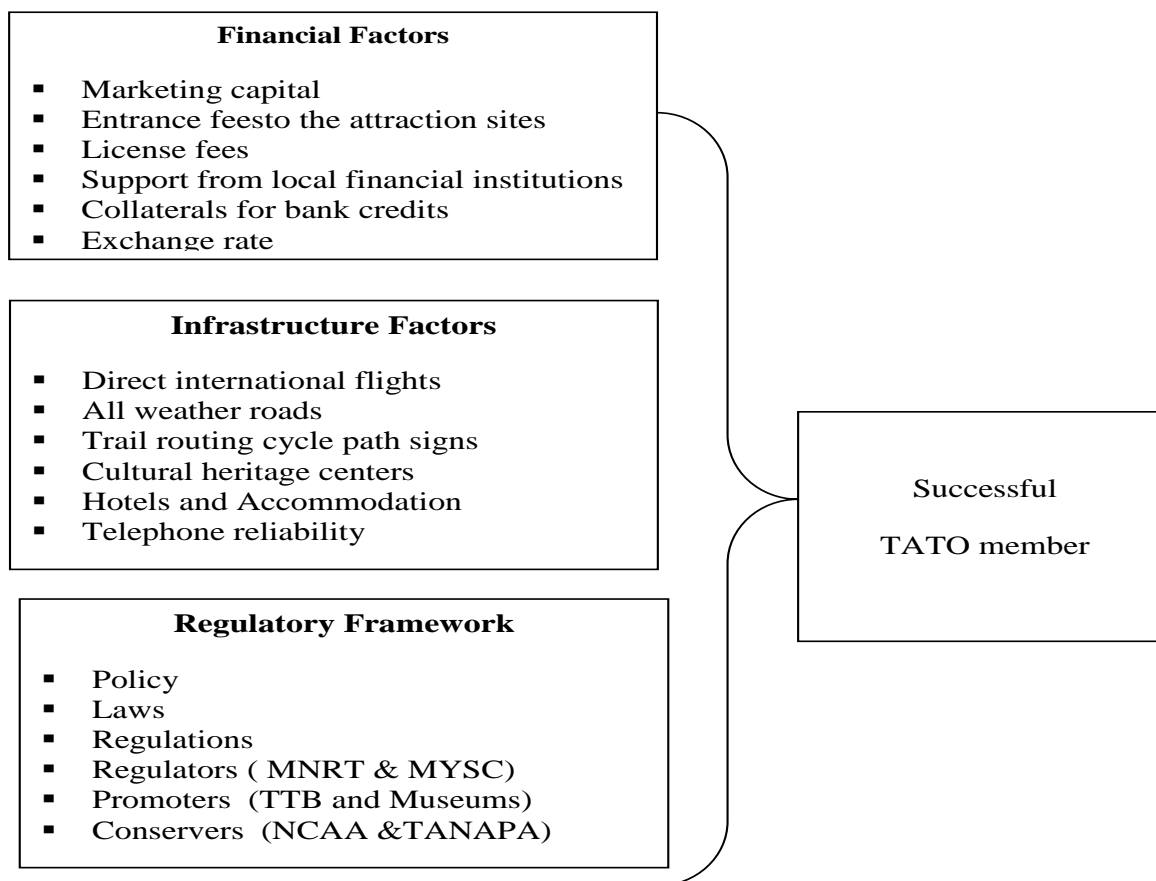 Financial Factors
▪ Marketing capital
▪ Entrance feesto the attraction sites
▪ License fees
▪ Support from local financial institutions
▪ Collaterals for bank credits
▪ Exchange rate
Infrastructure Factors
▪ Direct international flights
▪ All weather roads
▪ Trail routing cycle path signs
▪ Cultural heritage centers
▪ Hotels and Accommodation
▪ Telephone reliability
Regulatory Framework
▪ Policy
▪ Laws
▪ Regulations
▪ Regulators ( MNRT & MYSC)
▪ Promoters (TTB and Museums)
▪ Conservers (NCAA &TANAPA)
Successful
TATO member